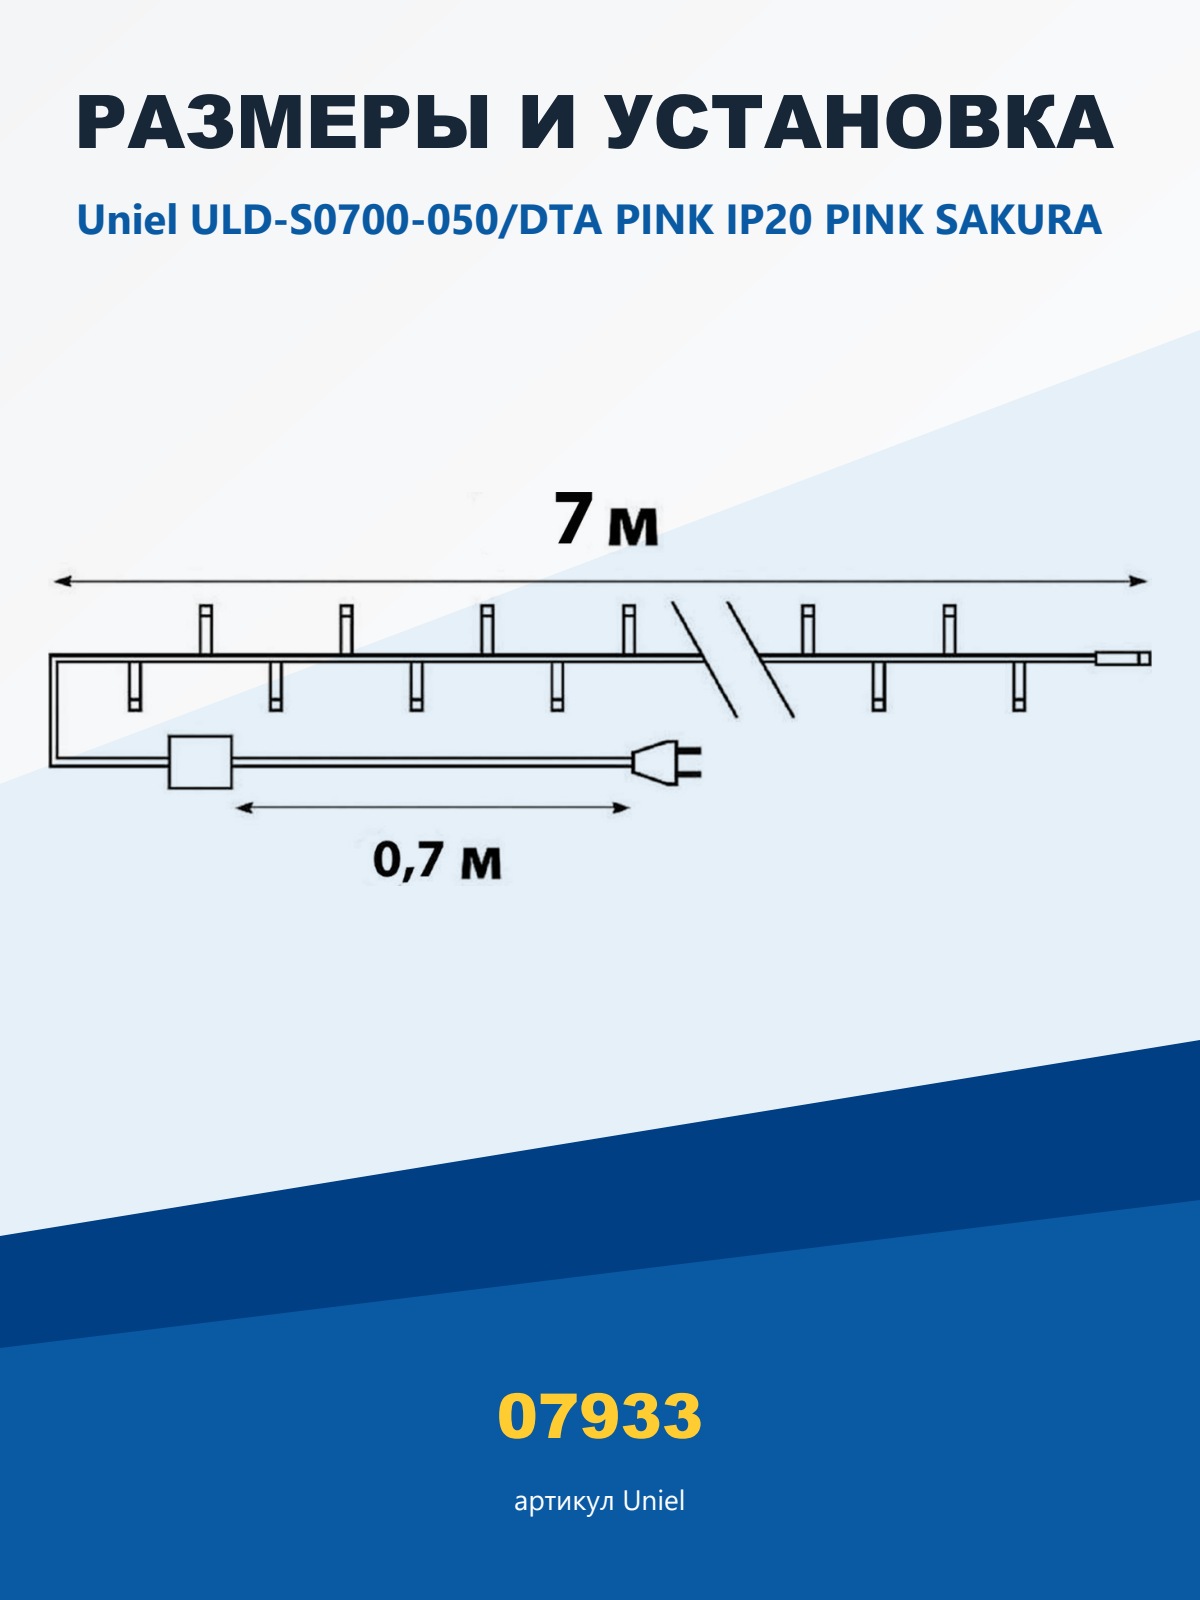 РАЗМЕРЫ И УСТАНОВКА
Uniel ULD-S0700-050/DTA PINK IP20 PINK SAKURA
7 м
0,7 м
07933
артикул Uniel